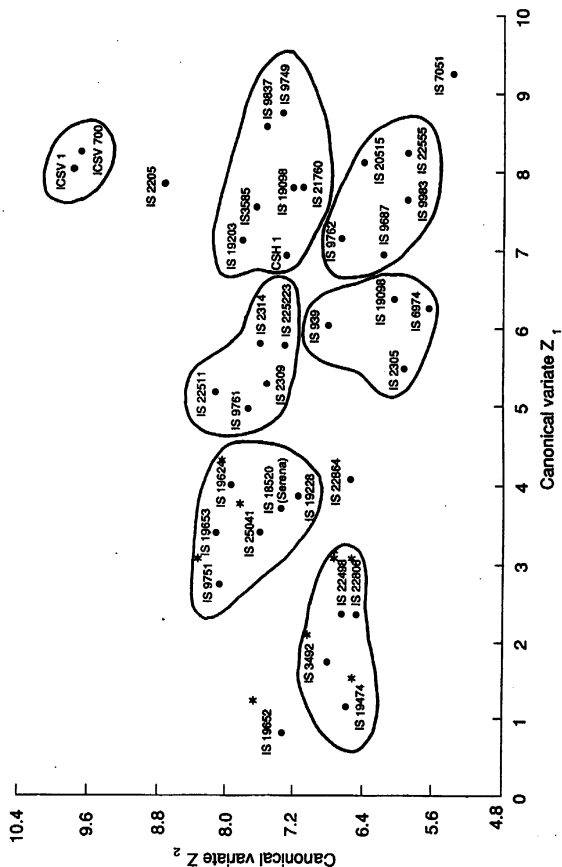 Canonical variate Z2
10.4
9.6
8.8
8.0
7.2
6.4
5.6
4.8
0 1 2 3 4 5 6 7 8 9 10
Canonical variate Z1
ICSV 1
ICSV 700
IS 2205
IS 9837
IS 9749
IS 19203
IS3585
IS 19098
IS 21760
CSH 1
IS 7051
IS 9762
IS 20515
IS 9687
IS 9983
IS 22555
IS 2314
IS 225223
IS 22511
IS 9761
IS 2309
IS 939
IS 19098
IS 6974
IS 2305
IS 19624
IS 19653
IS 18520
(Serena)
IS 25041
IS 19228
IS 9751
IS 22864
IS 22498
IS 22806
IS 3492
IS 19474
IS 19652